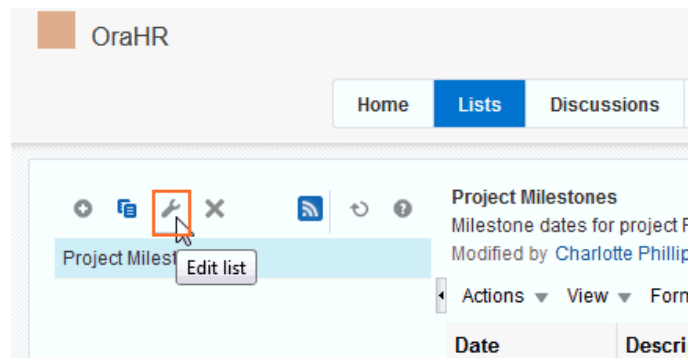 OraHR
Home Lists Discussions
Project Milest
Edit list
Project Milestones
Milestone dates for project
Modified by Charlotte Phillip
Actions View Form
Date Descri